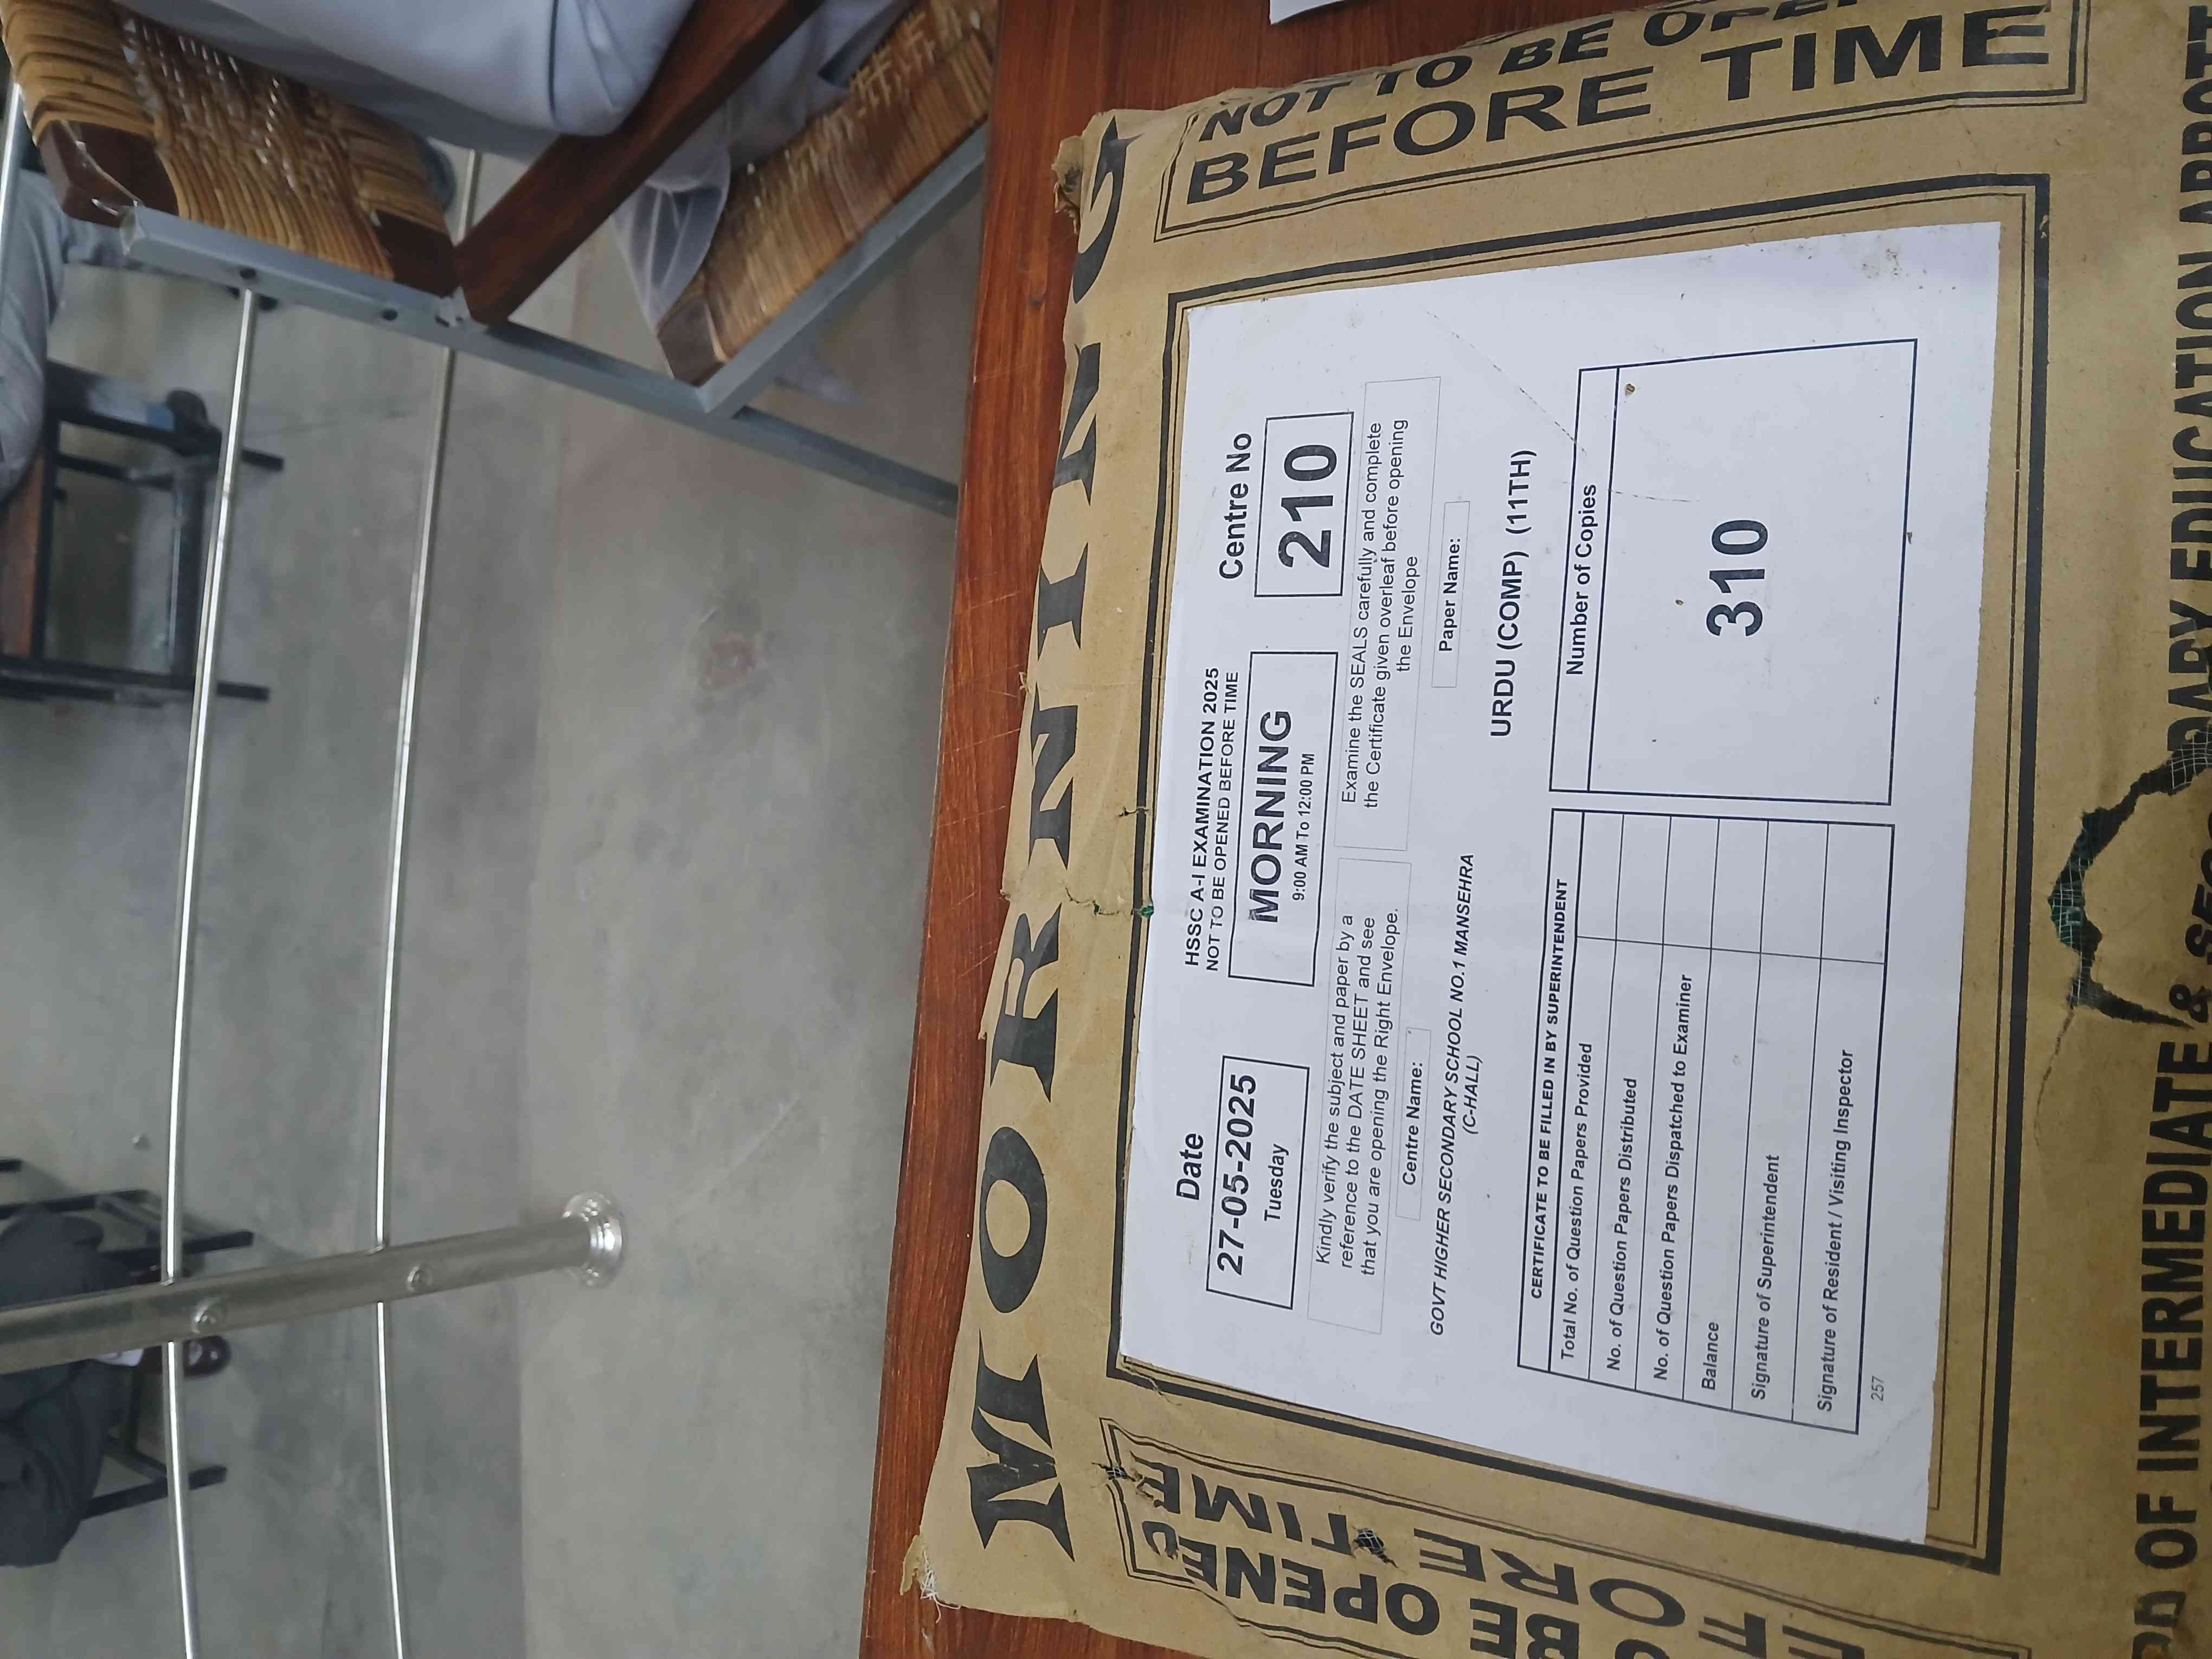 MORNING
NOT TO BE
BEFORE TIME
HSSC A-I EXAMINATION 2025
NOT TO BE OPENED BEFORE TIME
Date
27-05-2025
Tuesday
MORNING
9:00 AM To 12:00 PM
Centre No
210
Kindly verify the subject and paper by a
reference to the DATE SHEET and see
that you are opening the Right Envelope.
Examine the SEALS carefully and complete
the Certificate given overleaf before opening
the Envelope
Centre Name:
GOVT HIGHER SECONDARY SCHOOL NO.1 MANSEHRA
(C-HALL)
Paper Name:
URDU (COMP) (11TH)
CERTIFICATE TO BE FILLED IN BY SUPERINTENDENT
Total No. of Question Papers Provided
No. of Question Papers Distributed
No. of Question Papers Dispatched to Examiner
Balance
Signature of Superintendent
Signature of Resident / Visiting Inspector
Number of Copies
310
257
BE OPENED
TIME
OF INTERMEDIATE & EDUCATION